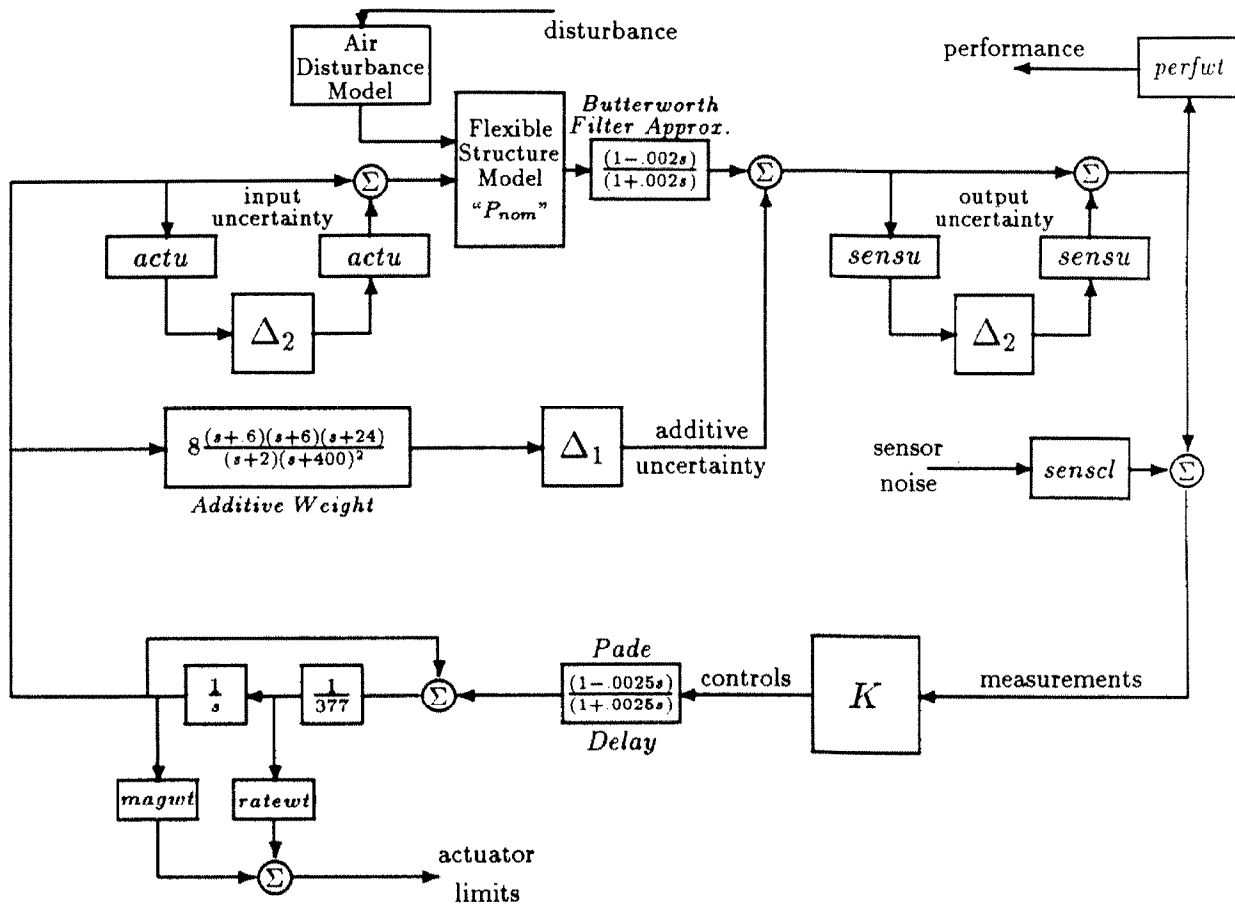 disturbance
Air
Disturbance
Model
performance
perfwt
Butterworth
Filter Approx.
Flexible
Structure
Model
“P_nom”
(1−.002s)
(1+.002s)
Σ
Σ
Σ
input
uncertainty
output
uncertainty
actu
actu
sensu
sensu
Δ₂
Δ₂
8 (s+.6)(s+6)(s+24)
(s+2)(s+400)²
Additive Weight
Δ₁
additive
uncertainty
sensor
noise
senscl
Σ
Pade
1
s
1
377
Σ
(1−.0025s)
(1+.0025s)
Delay
controls
K
measurements
magwt
ratewt
Σ
actuator
limits